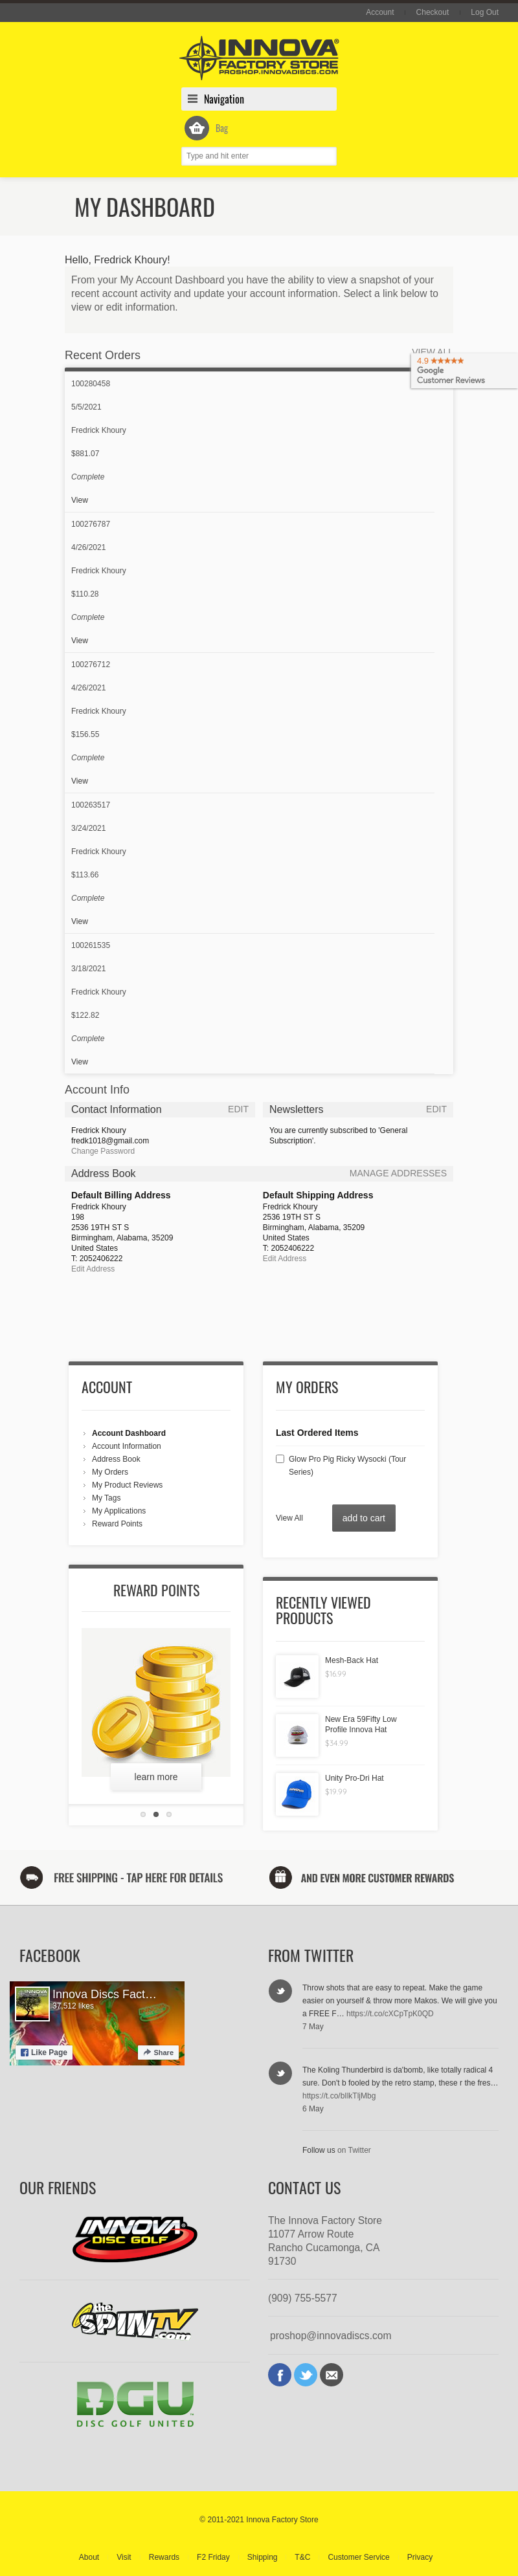 Account
Checkout
Log Out
INNOVA®
FACTORY STORE
PROSHOP.INNOVADISCS.COM
Navigation
Bag
Type and hit enter
MY DASHBOARD
Hello, Fredrick Khoury!
From your My Account Dashboard you have the ability to view a snapshot of your
recent account activity and update your account information. Select a link below to
view or edit information.
Recent Orders
VIEW ALL
4.9 ★★★★★
Google
Customer Reviews
100280458
5/5/2021
Fredrick Khoury
$881.07
Complete
View
100276787
4/26/2021
Fredrick Khoury
$110.28
Complete
View
100276712
4/26/2021
Fredrick Khoury
$156.55
Complete
View
100263517
3/24/2021
Fredrick Khoury
$113.66
Complete
View
100261535
3/18/2021
Fredrick Khoury
$122.82
Complete
View
Account Info
Contact Information
EDIT
Fredrick Khoury
fredk1018@gmail.com
Change Password
Newsletters
EDIT
You are currently subscribed to 'General
Subscription'.
Address Book
MANAGE ADDRESSES
Default Billing Address
Fredrick Khoury
198
2536 19TH ST S
Birmingham, Alabama, 35209
United States
T: 2052406222
Edit Address
Default Shipping Address
Fredrick Khoury
2536 19TH ST S
Birmingham, Alabama, 35209
United States
T: 2052406222
Edit Address
ACCOUNT
Account Dashboard
Account Information
Address Book
My Orders
My Product Reviews
My Tags
My Applications
Reward Points
MY ORDERS
Last Ordered Items
Glow Pro Pig Ricky Wysocki (Tour
Series)
View All
add to cart
REWARD POINTS
learn more
RECENTLY VIEWED
PRODUCTS
Mesh-Back Hat
$16.99
New Era 59Fifty Low
Profile Innova Hat
$34.99
Unity Pro-Dri Hat
$19.99
FREE SHIPPING - TAP HERE FOR DETAILS
AND EVEN MORE CUSTOMER REWARDS
FACEBOOK
Innova Discs Fact…
37,512 likes
Like Page
Share
FROM TWITTER
Throw shots that are easy to repeat. Make the game
easier on yourself & throw more Makos. We will give you
a FREE F… https://t.co/cXCpTpK0QD
7 May
The Koling Thunderbird is da'bomb, like totally radical 4
sure. Don't b fooled by the retro stamp, these r the fres…
https://t.co/bIlkTljMbg
6 May
Follow us on Twitter
OUR FRIENDS
INNOVA
DISC GOLF
the
SPINTV
.com
DGU
DISC GOLF UNITED
CONTACT US
The Innova Factory Store
11077 Arrow Route
Rancho Cucamonga, CA
91730
(909) 755-5577
proshop@innovadiscs.com
© 2011-2021 Innova Factory Store
About
Visit
Rewards
F2 Friday
Shipping
T&C
Customer Service
Privacy